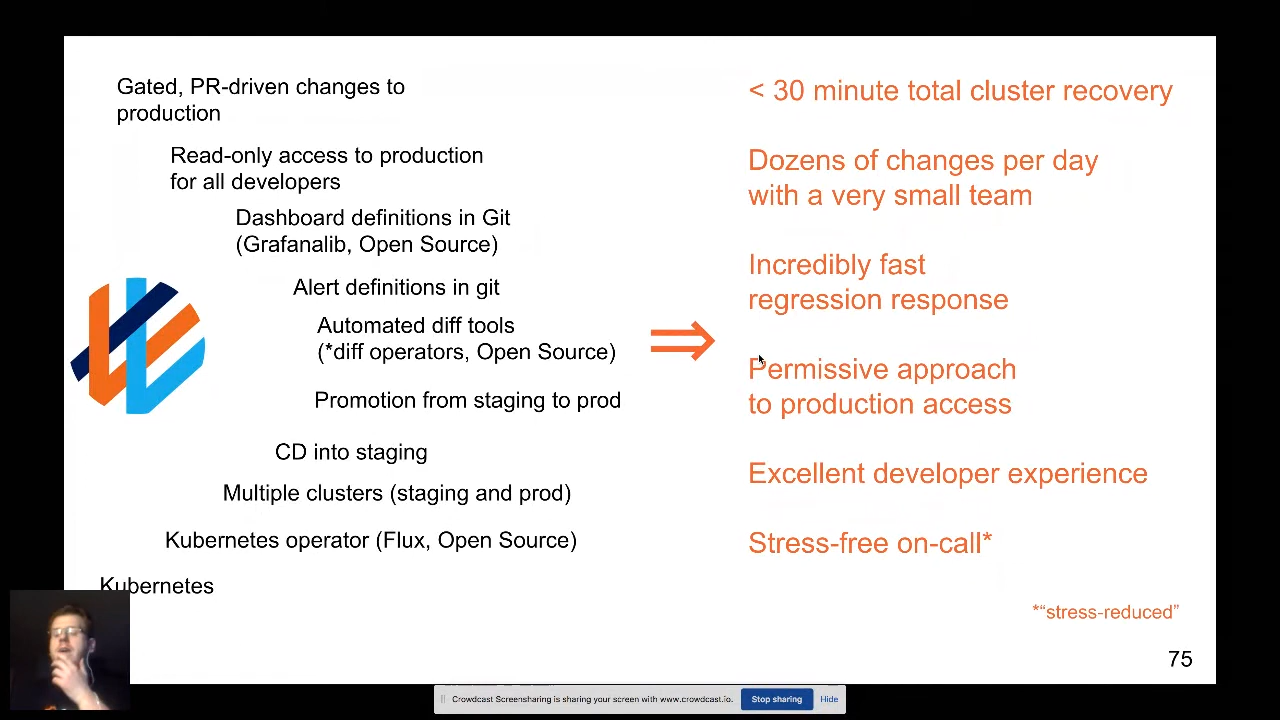 Gated, PR-driven changes to
production
Read-only access to production
for all developers
Dashboard definitions in Git
(Grafanalib, Open Source)
Alert definitions in git
Automated diff tools
(*diff operators, Open Source)
Promotion from staging to prod
CD into staging
Multiple clusters (staging and prod)
Kubernetes operator (Flux, Open Source)
Kubernetes
⇒
< 30 minute total cluster recovery
Dozens of changes per day
with a very small team
Incredibly fast
regression response
Permissive approach
to production access
Excellent developer experience
Stress-free on-call*
*“stress-reduced”
75
Crowdcast Screensharing is sharing your screen with www.crowdcast.io. Stop sharing Hide